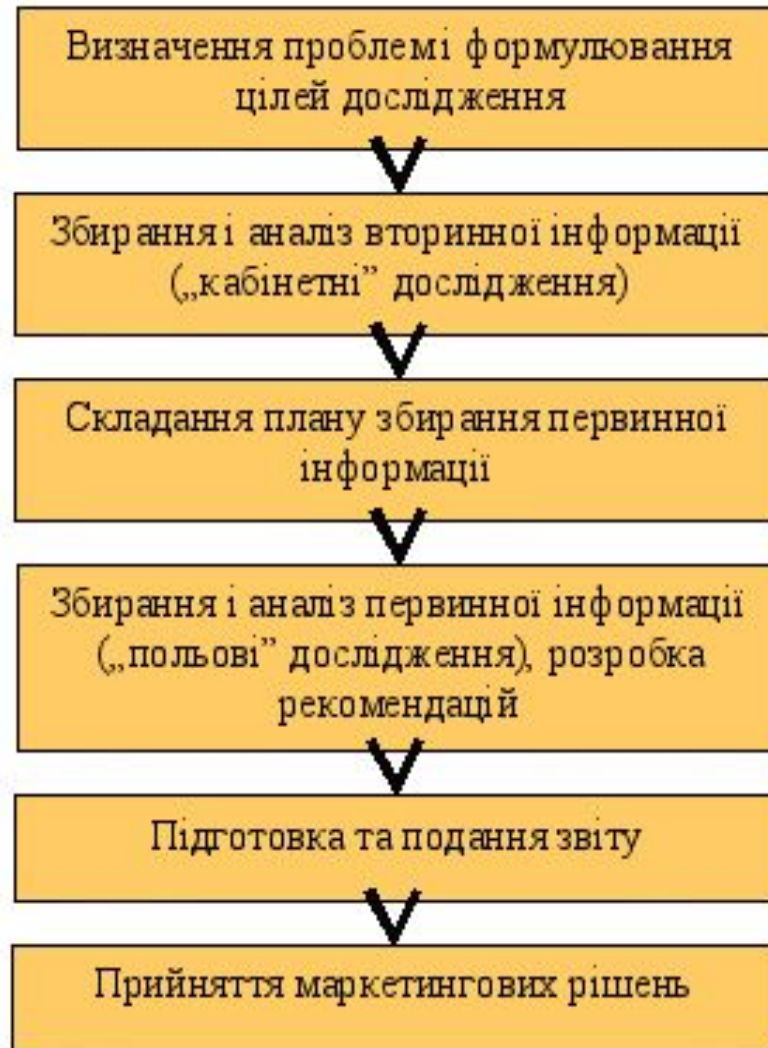 Визначення проблемі формулювання
цілей дослідження
Збирання і аналіз вторинної інформації
(„кабінетні” дослідження)
Складання плану збирання первинної
інформації
Збирання і аналіз первинної інформації
(„польові” дослідження), розробка
рекомендацій
Підготовка та подання звіту
Прийняття маркетингових рішень